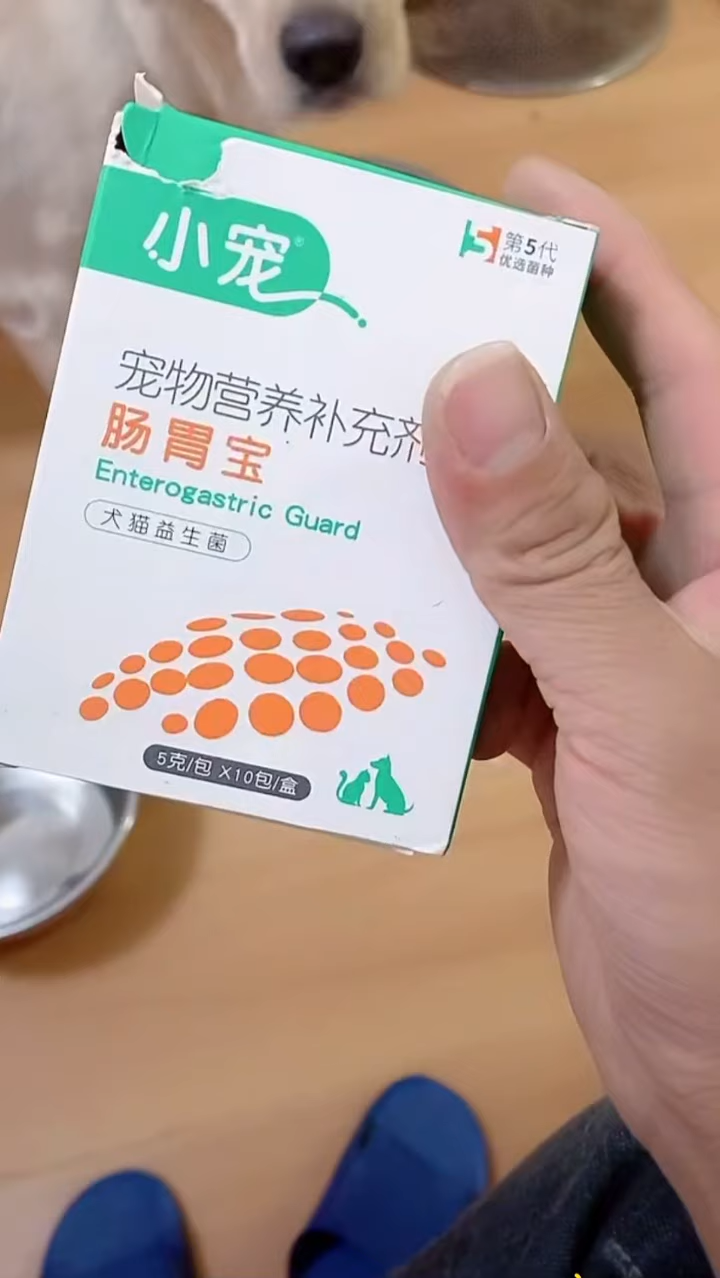 小宠®
第5代
优选菌种
宠物营养补充剂
肠胃宝
Enterogastric Guard
犬猫益生菌
5克/包 X10包/盒